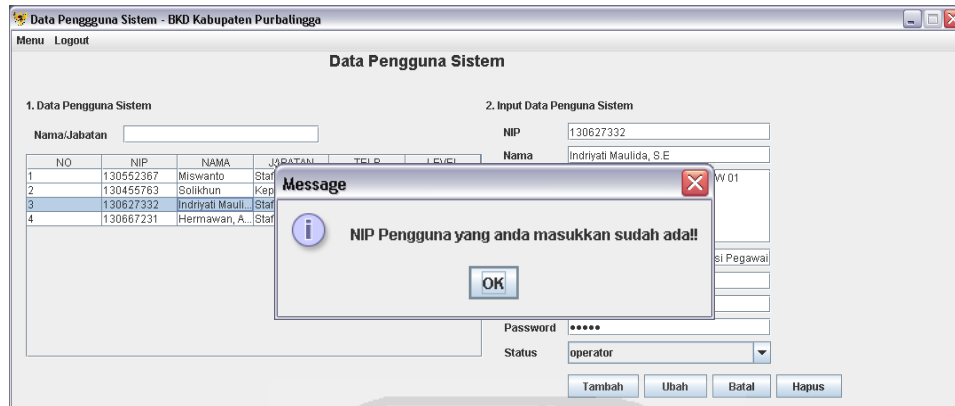 Data Penggguna Sistem - BKD Kabupaten Purbalingga
Menu Logout
Data Pengguna Sistem
1. Data Pengguna Sistem
2. Input Data Penguna Sistem
Nama/Jabatan
NIP 130627332
Nama Indriyati Maulida, S.E
NO NIP NAMA JABATAN TELP LEVEL
1 130552367 Miswanto Staf
W 01
2 130455763 Solikhun Kep
3 130627332 Indriyati Mauli... Staf
4 130667231 Hermawan, A... Staf
Message
NIP Pengguna yang anda masukkan sudah ada!!
OK
si Pegawai
Password •••••
Status operator
Tambah Ubah Batal Hapus